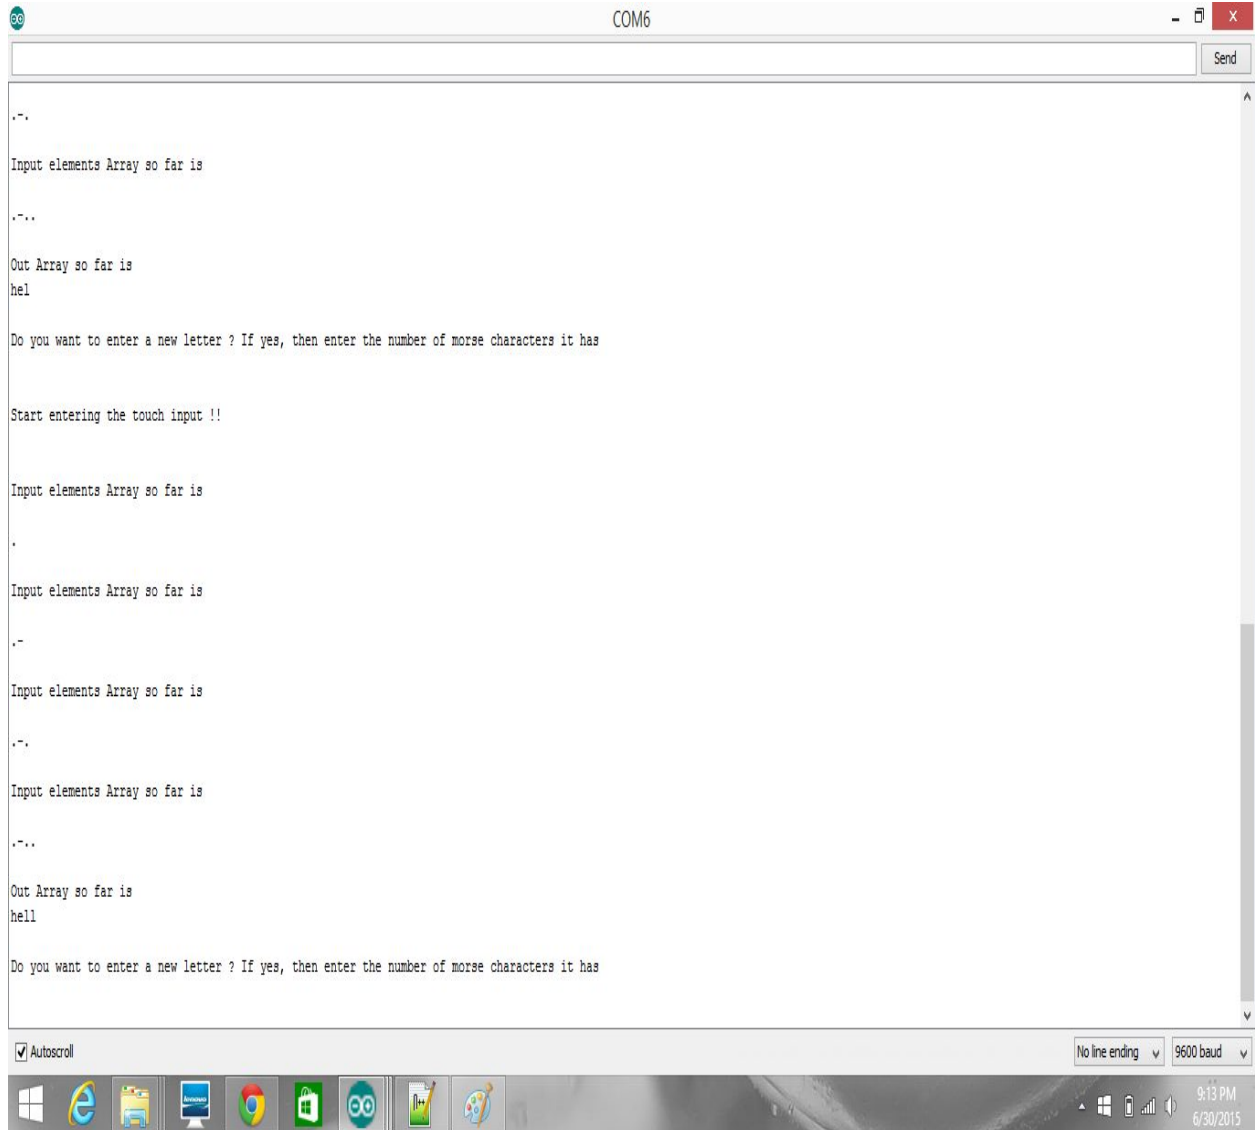 COM6
Send
.-.
Input elements Array so far is
.-..
Out Array so far is
hel
Do you want to enter a new letter ? If yes, then enter the number of morse characters it has
Start entering the touch input !!
Input elements Array so far is
.
Input elements Array so far is
.-
Input elements Array so far is
.-.
Input elements Array so far is
.-..
Out Array so far is
hell
Do you want to enter a new letter ? If yes, then enter the number of morse characters it has
Autoscroll
No line ending
9600 baud
lenovo
9:13 PM
6/30/2015